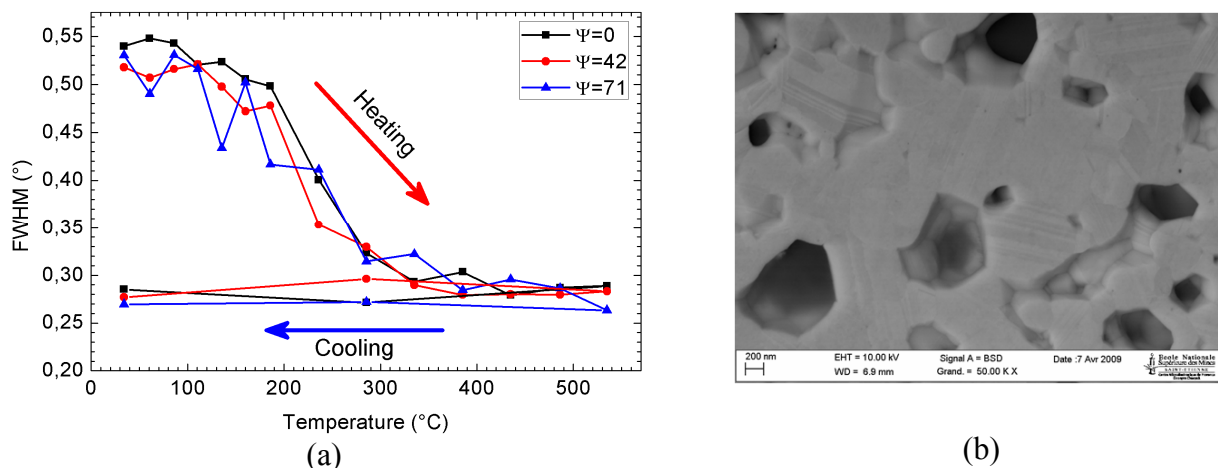 0,55
0,50
0,45
0,40
0,35
0,30
0,25
0,20
FWHM (°)
0
100
200
300
400
500
Temperature (°C)
Ψ=0
Ψ=42
Ψ=71
Heating
Cooling
(a)
200 nm
EHT = 10.00 kV
WD = 6.9 mm
Signal A = BSD
Grand. = 50.00 K X
Date :7 Avr 2009
Ecole Nationale
Supérieure des Mines
SAINT-ETIENNE
(b)